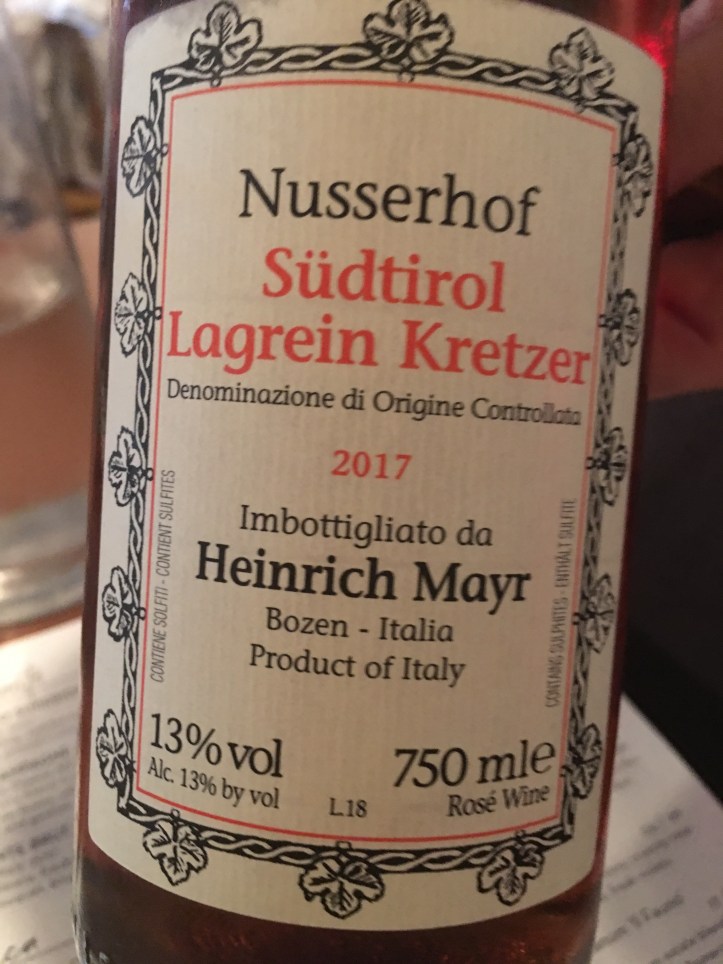 Nusserhof
Südtirol
Lagrein Kretzer
Denominazione di Origine Controllata
2017
Imbottigliato da
Heinrich Mayr
Bozen - Italia
Product of Italy
13% vol
Alc. 13% by vol
L.18
750 mle
Rosé Wine
CONTIENE SOLFITI - CONTIENT SULFITES
CONTAINS SULPHITES - ENTHÄLT SULFITE